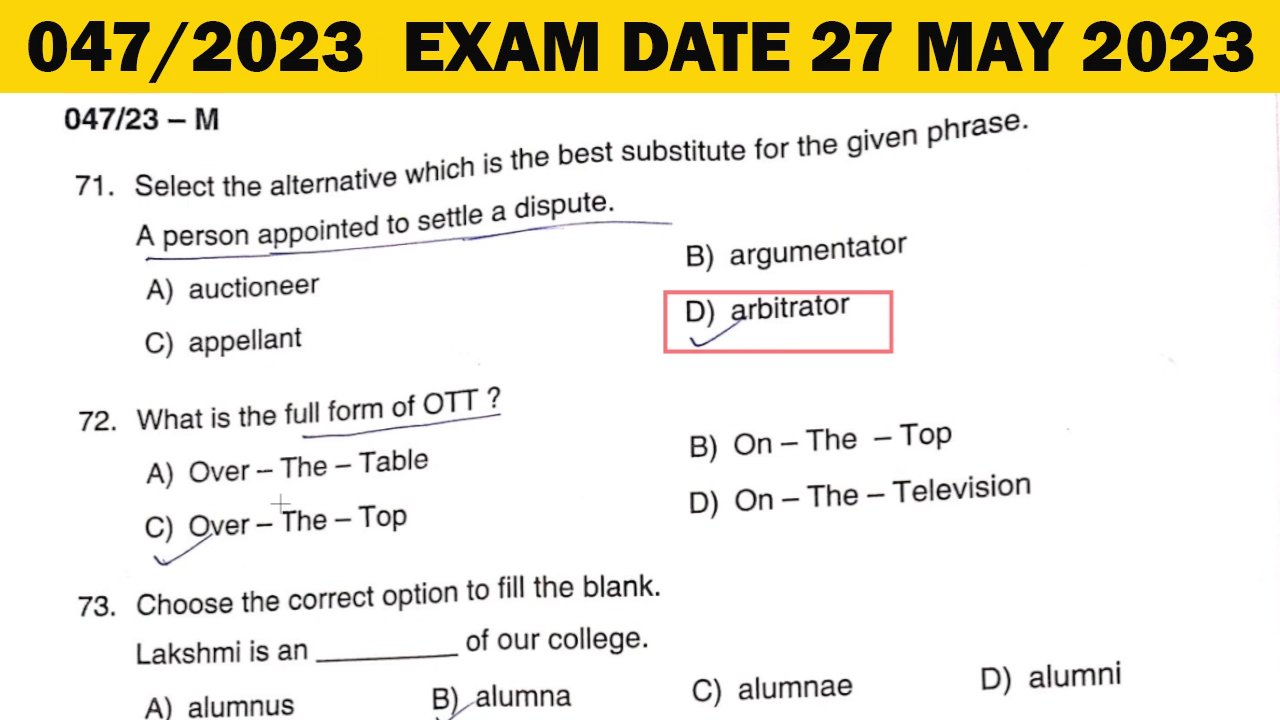 047/2023 EXAM DATE 27 MAY 2023
047/23 – M
71. Select the alternative which is the best substitute for the given phrase.
A person appointed to settle a dispute.
A) auctioneer B) argumentator
C) appellant D) arbitrator
72. What is the full form of OTT ?
A) Over – The – Table B) On – The – Top
C) Over – The – Top D) On – The – Television
73. Choose the correct option to fill the blank.
Lakshmi is an __________ of our college.
A) alumnus B) alumna C) alumnae D) alumni